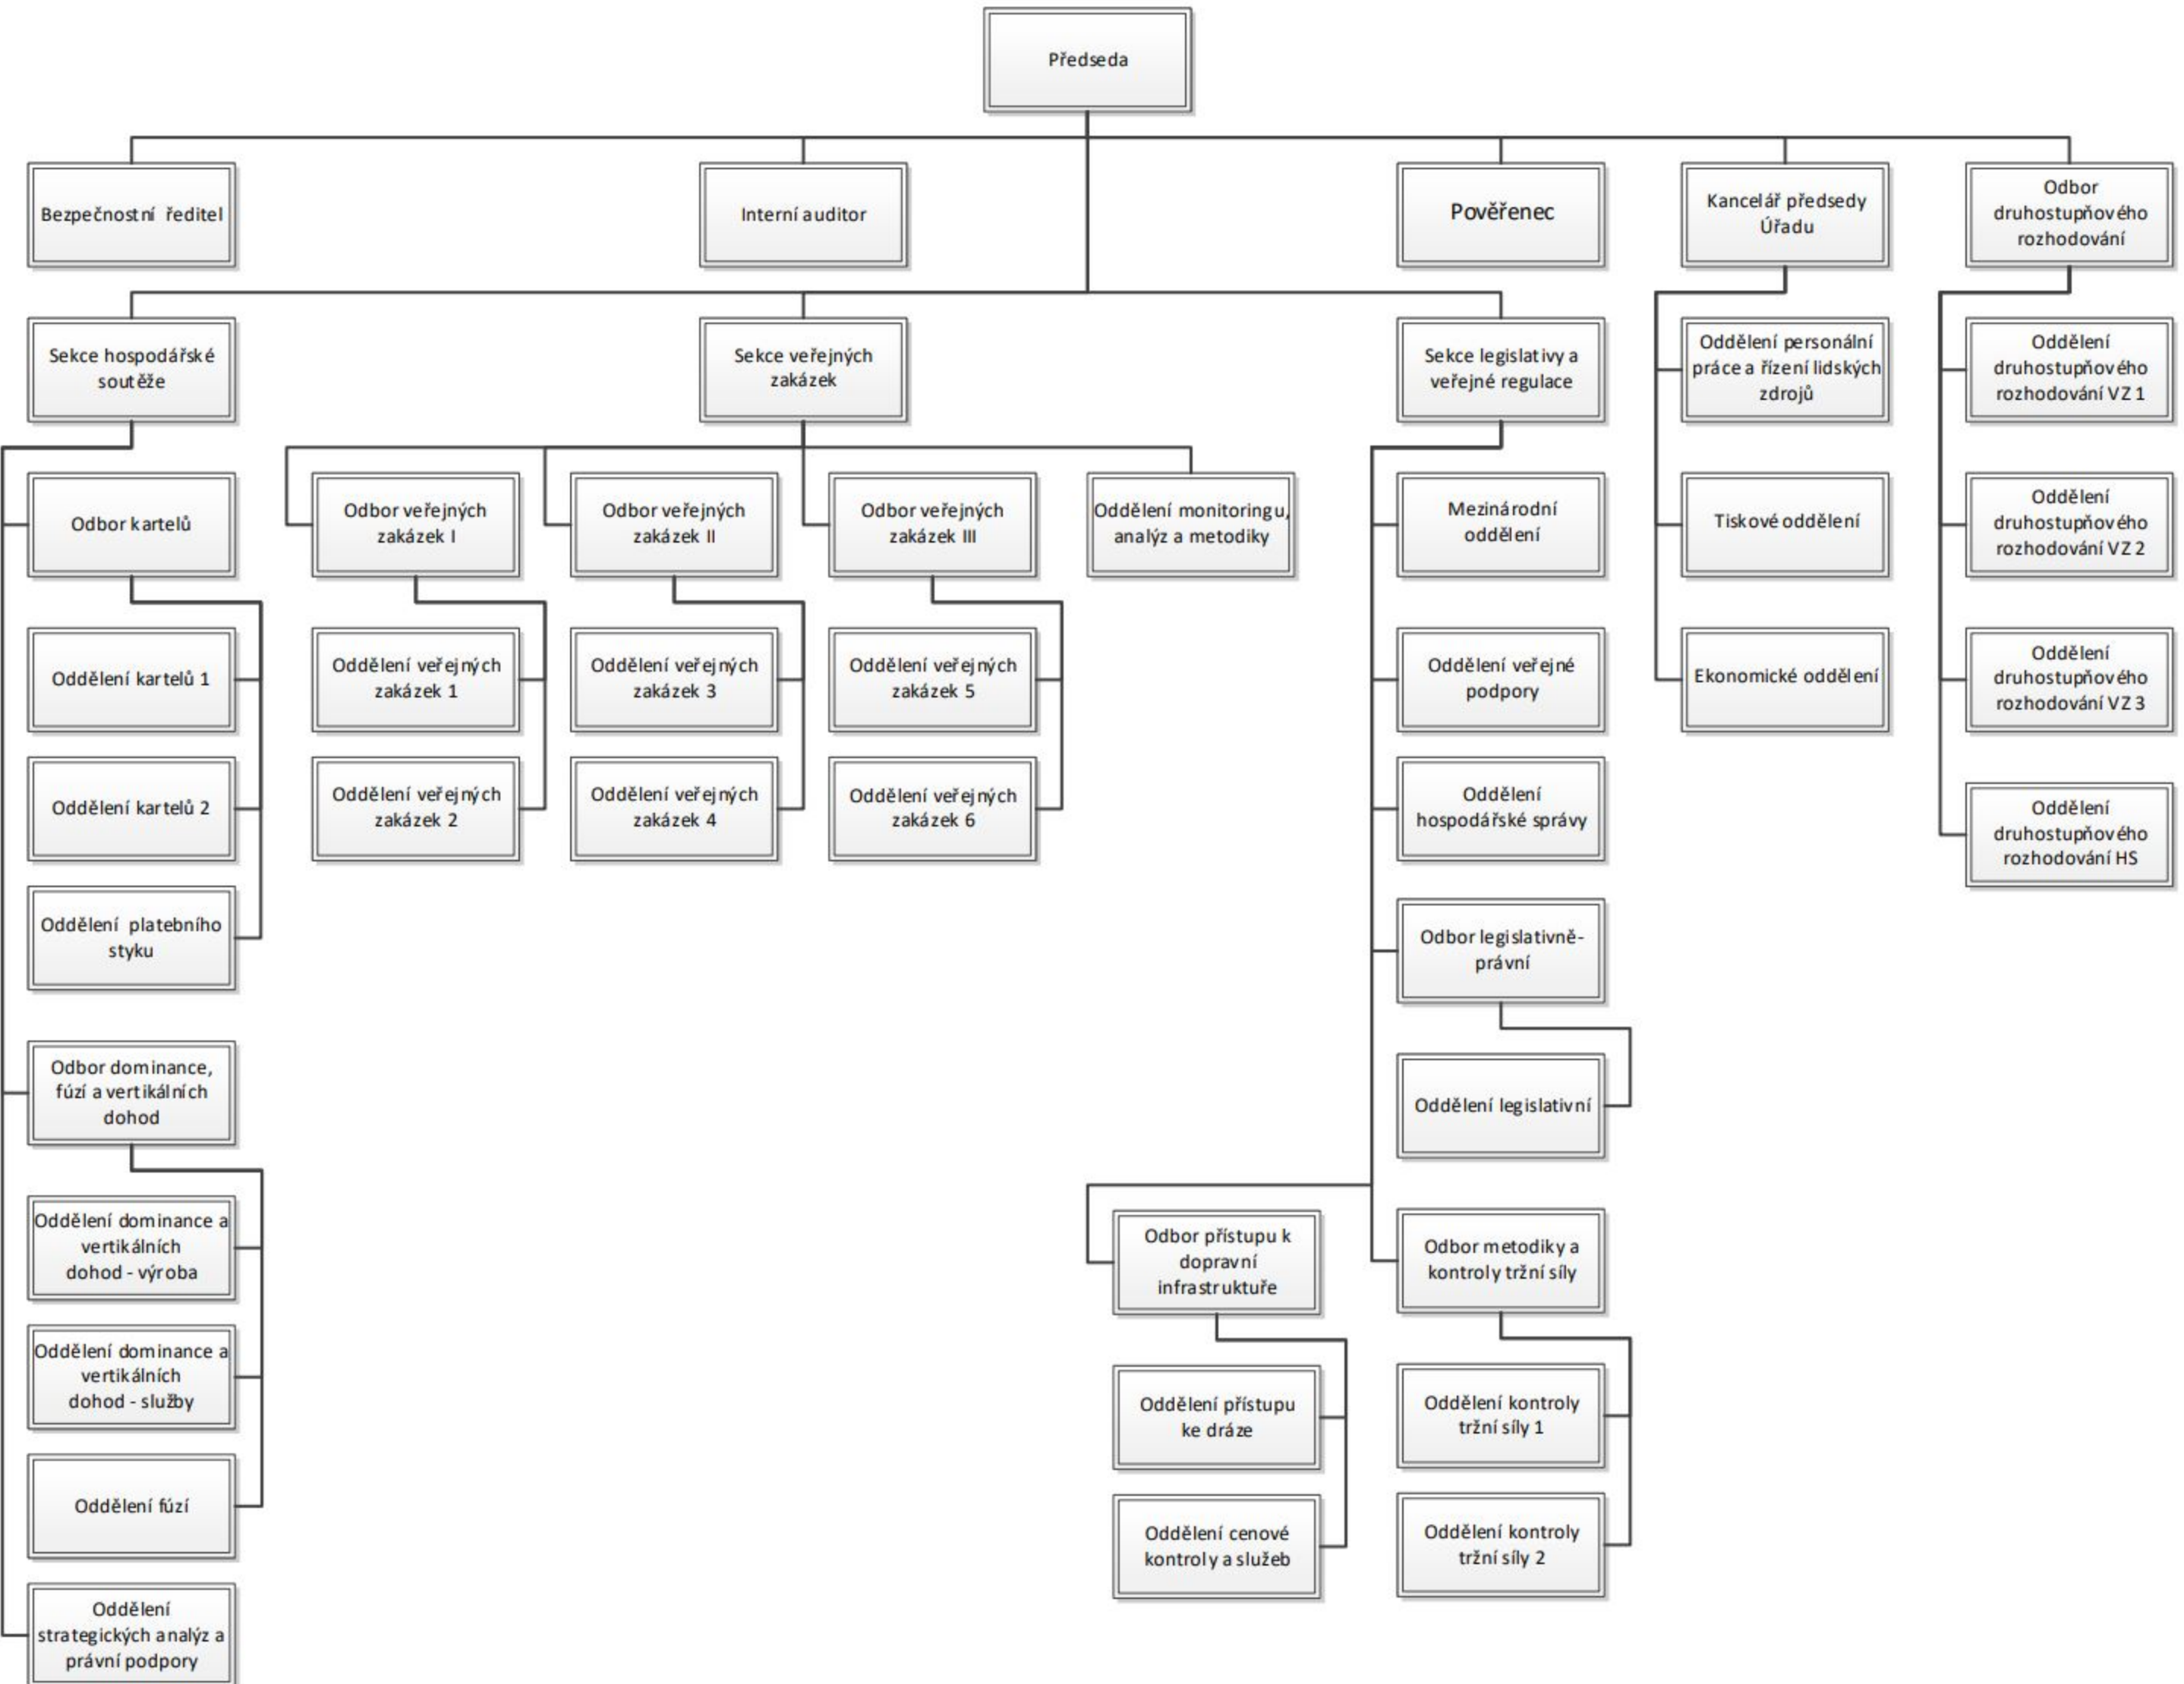 Předseda
Bezpečnostní ředitel
Interní auditor
Pověřenec
Kancelář předsedy
Úřadu
Odbor
druhostupňového
rozhodování
Sekce hospodářské
soutěže
Sekce veřejných
zakázek
Sekce legislativy a
veřejné regulace
Oddělení personální
práce a řízení lidských
zdrojů
Oddělení
druhostupňového
rozhodování VZ 1
Odbor kartelů
Odbor veřejných
zakázek I
Odbor veřejných
zakázek II
Odbor veřejných
zakázek III
Oddělení monitoringu,
analýz a metodiky
Mezinárodní
oddělení
Tiskové oddělení
Oddělení
druhostupňového
rozhodování VZ 2
Oddělení kartelů 1
Oddělení veřejných
zakázek 1
Oddělení veřejných
zakázek 3
Oddělení veřejných
zakázek 5
Oddělení veřejné
podpory
Ekonomické oddělení
Oddělení
druhostupňového
rozhodování VZ 3
Oddělení kartelů 2
Oddělení veřejných
zakázek 2
Oddělení veřejných
zakázek 4
Oddělení veřejných
zakázek 6
Oddělení
hospodářské správy
Oddělení
druhostupňového
rozhodování HS
Oddělení platebního
styku
Odbor legislativně-
právní
Odbor dominance,
fúzí a vertikálních
dohod
Oddělení legislativní
Oddělení dominance a
vertikálních
dohod - výroba
Odbor přístupu k
dopravní
infrastruktuře
Odbor metodiky a
kontroly tržní síly
Oddělení dominance a
vertikálních
dohod - služby
Oddělení přístupu
ke dráze
Oddělení kontroly
tržní síly 1
Oddělení fúzí
Oddělení cenové
kontroly a služeb
Oddělení kontroly
tržní síly 2
Oddělení
strategických analýz a
právní podpory